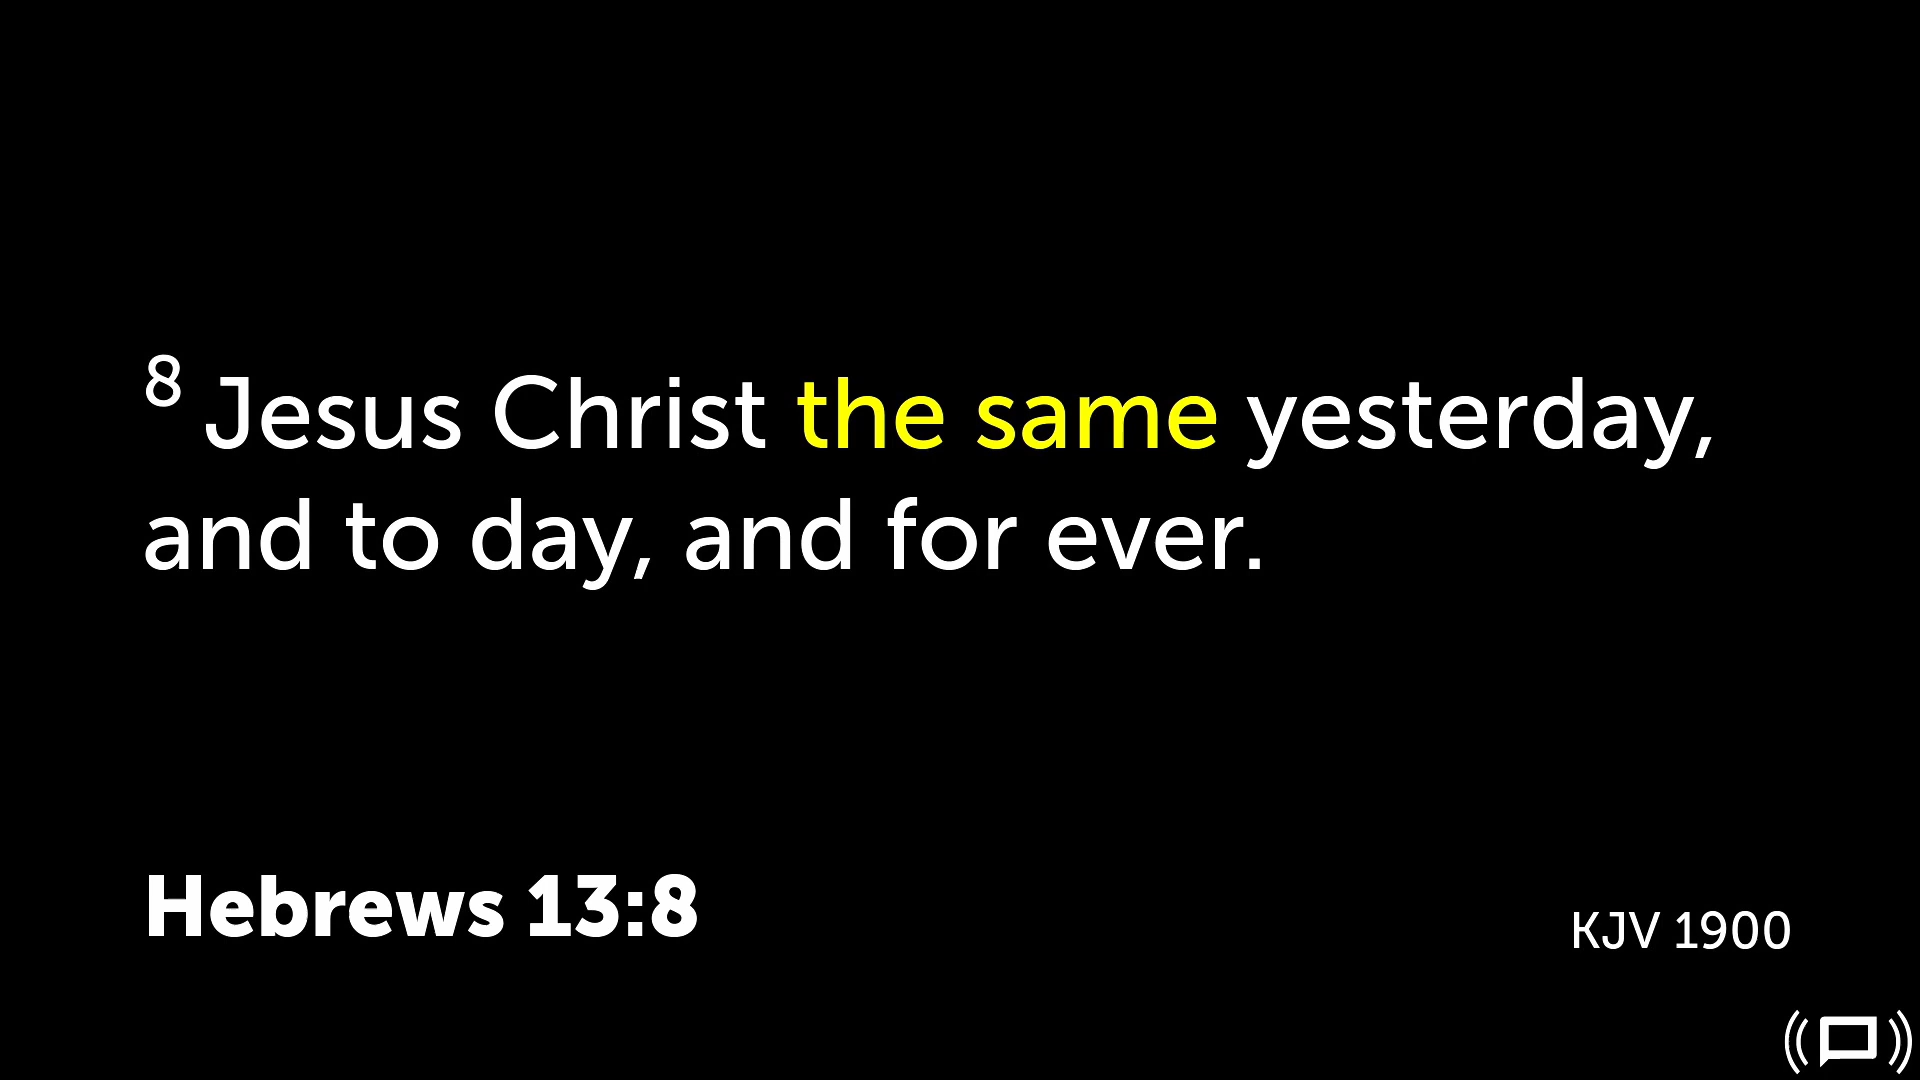 8 Jesus Christ the same yesterday,
and to day, and for ever.
Hebrews 13:8
KJV 1900